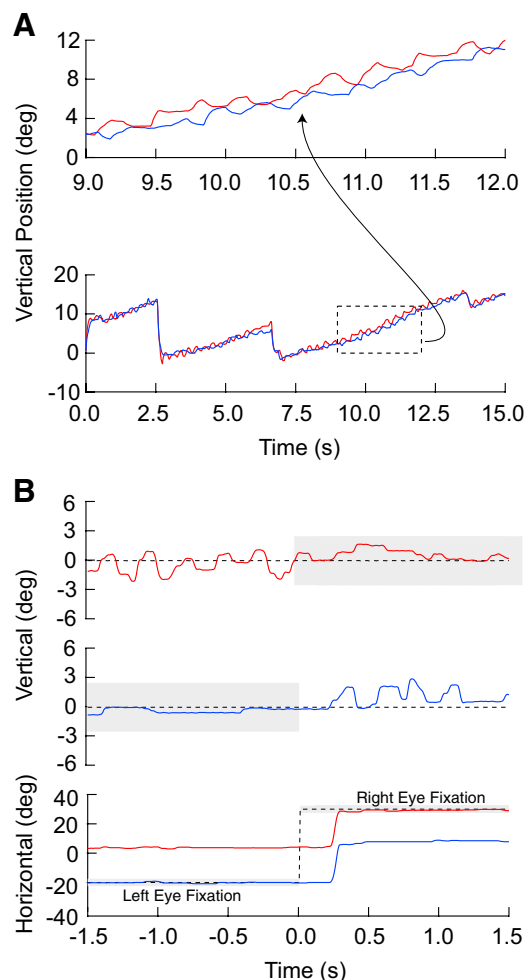 A
12
8
4
0
9.0 9.5 10.0 10.5 11.0 11.5 12.0
Vertical Position (deg)
20
10
0
-10
0.0 2.5 5.0 7.5 10.0 12.5 15.0
Time (s)
B
6
3
0
-3
-6
Vertical (deg)
6
3
0
-3
-6
40
20
0
-20
-40
Horizontal (deg)
Right Eye Fixation
Left Eye Fixation
-1.5 -1.0 -0.5 0.0 0.5 1.0 1.5
Time (s)